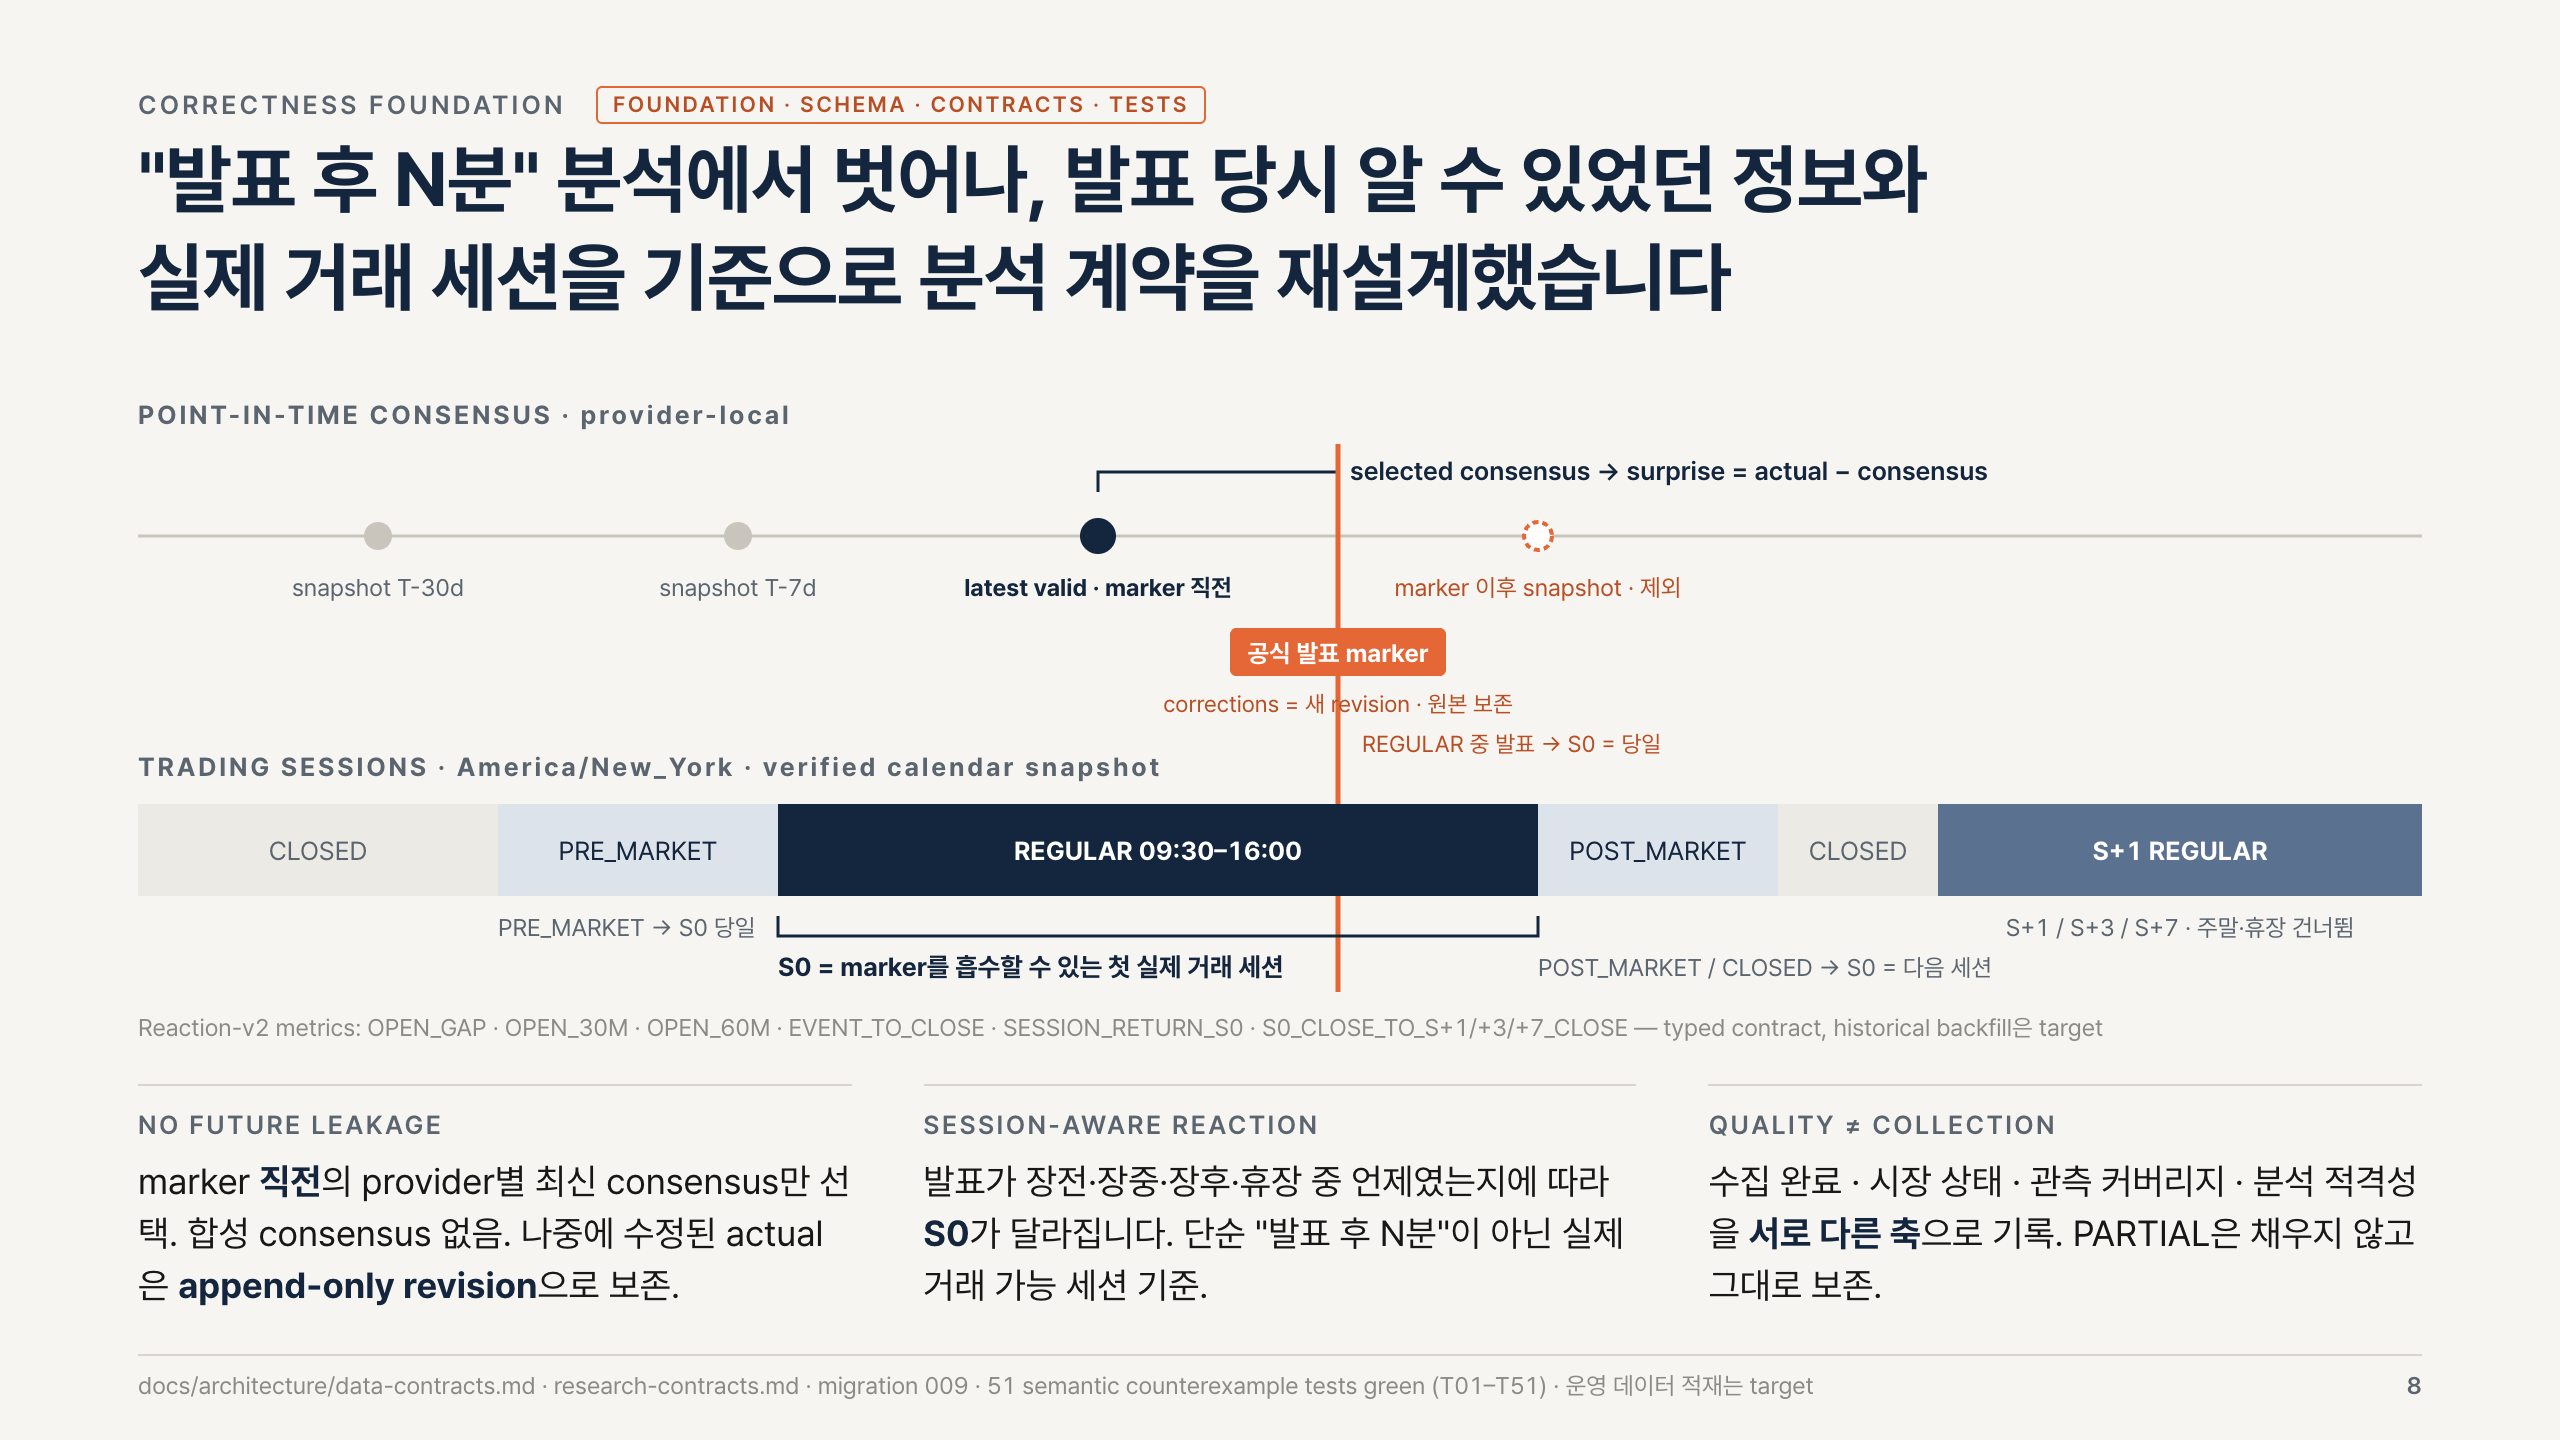 CORRECTNESS FOUNDATION
FOUNDATION · SCHEMA · CONTRACTS · TESTS
"발표 후 N분" 분석에서 벗어나, 발표 당시 알 수 있었던 정보와
실제 거래 세션을 기준으로 분석 계약을 재설계했습니다
POINT-IN-TIME CONSENSUS · provider-local
selected consensus → surprise = actual − consensus
snapshot T-30d
snapshot T-7d
latest valid · marker 직전
marker 이후 snapshot · 제외
공식 발표 marker
corrections = 새 revision · 원본 보존
REGULAR 중 발표 → S0 = 당일
TRADING SESSIONS · America/New_York · verified calendar snapshot
CLOSED
PRE_MARKET
REGULAR 09:30–16:00
POST_MARKET
CLOSED
S+1 REGULAR
PRE_MARKET → S0 당일
S+1 / S+3 / S+7 · 주말·휴장 건너뜀
S0 = marker를 흡수할 수 있는 첫 실제 거래 세션
POST_MARKET / CLOSED → S0 = 다음 세션
Reaction-v2 metrics: OPEN_GAP · OPEN_30M · OPEN_60M · EVENT_TO_CLOSE · SESSION_RETURN_S0 · S0_CLOSE_TO_S+1/+3/+7_CLOSE — typed contract, historical backfill은 target
NO FUTURE LEAKAGE
marker 직전의 provider별 최신 consensus만 선
택. 합성 consensus 없음. 나중에 수정된 actual
은 append-only revision으로 보존.
SESSION-AWARE REACTION
발표가 장전·장중·장후·휴장 중 언제였는지에 따라
S0가 달라집니다. 단순 "발표 후 N분"이 아닌 실제
거래 가능 세션 기준.
QUALITY ≠ COLLECTION
수집 완료 · 시장 상태 · 관측 커버리지 · 분석 적격성
을 서로 다른 축으로 기록. PARTIAL은 채우지 않고
그대로 보존.
docs/architecture/data-contracts.md · research-contracts.md · migration 009 · 51 semantic counterexample tests green (T01–T51) · 운영 데이터 적재는 target
8